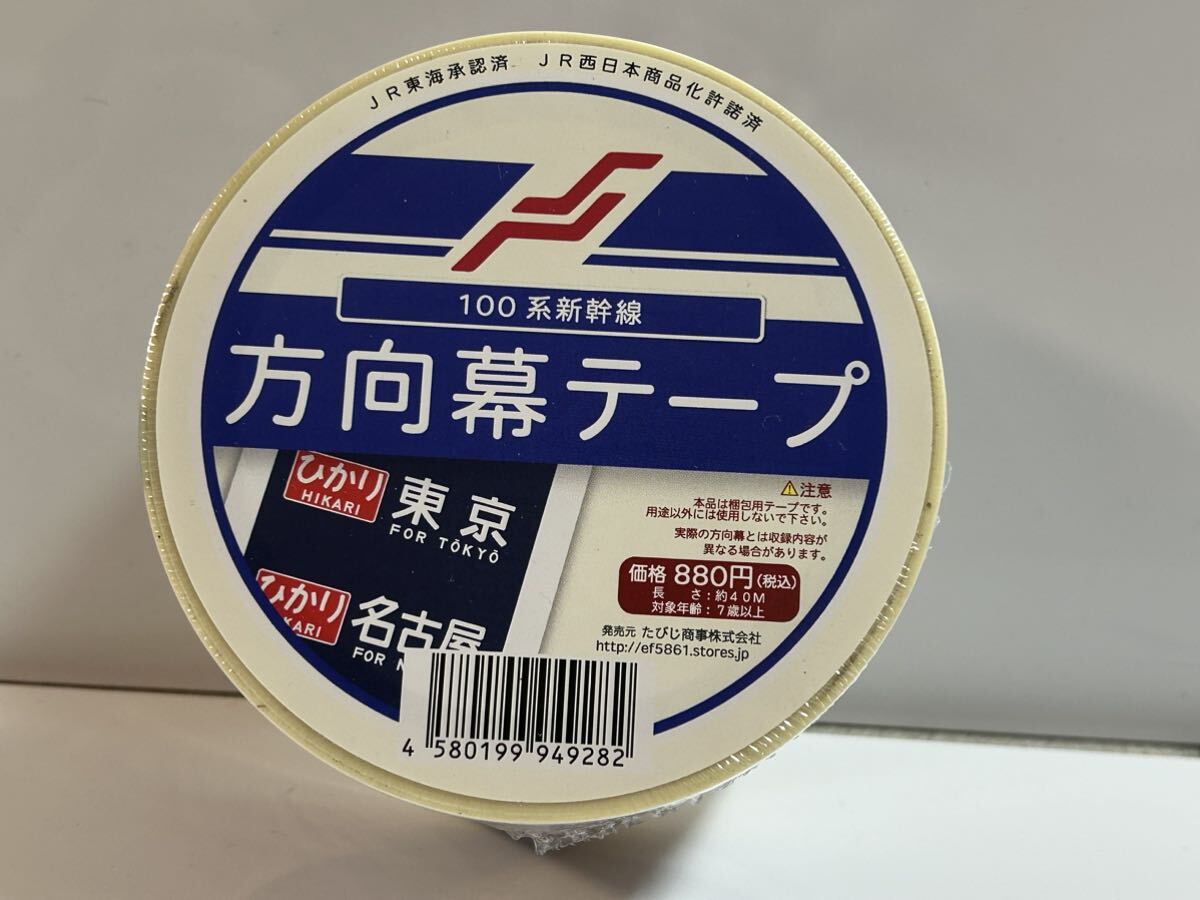 JR東海承認済 JR西日本商品化許諾済
100系新幹線
方向幕テープ
ひかり
HIKARI
東京
FOR TŌKYŌ
ひかり
KARI
名古屋
FOR N
注意
本品は梱包用テープです。
用途以外には使用しないで下さい。
実際の方向幕とは収録内容が
異なる場合があります。
価格 880円(税込)
長 さ:約40M
対象年齢:7歳以上
発売元 たびじ商事株式会社
http://ef5861.stores.jp
4 580199 949282